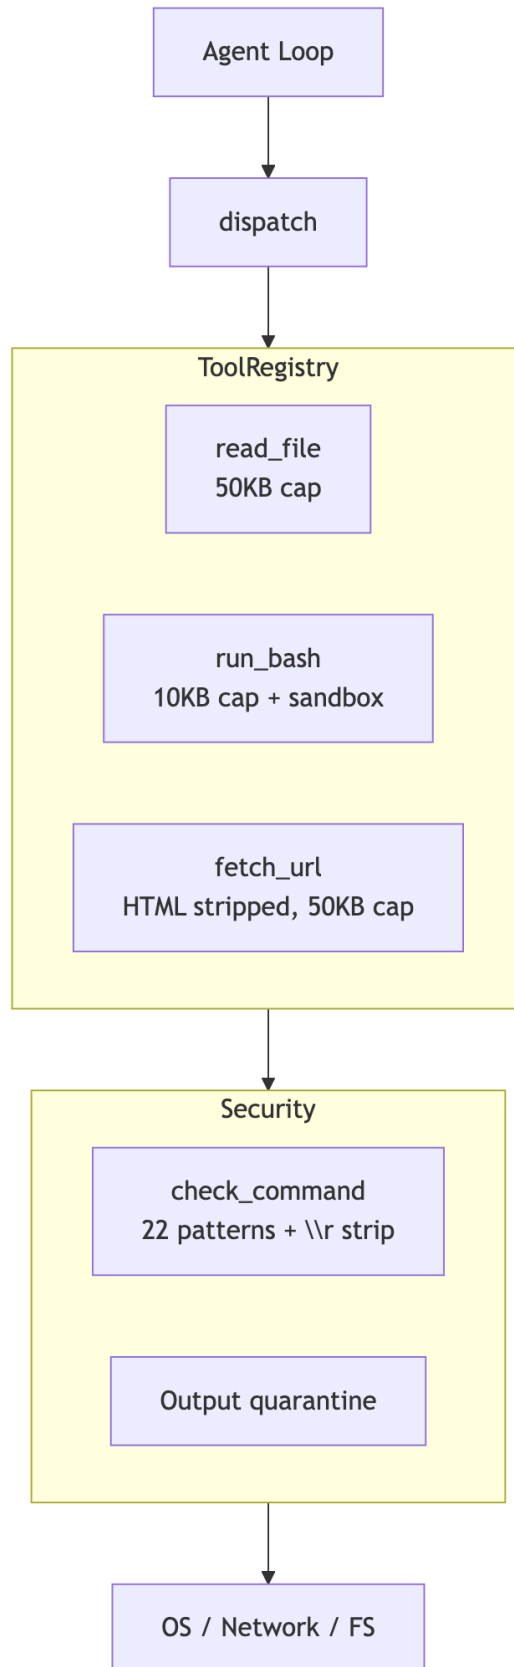 Agent Loop
dispatch
ToolRegistry
read_file
50KB cap
run_bash
10KB cap + sandbox
fetch_url
HTML stripped, 50KB cap
Security
check_command
22 patterns + \\r strip
Output quarantine
OS / Network / FS